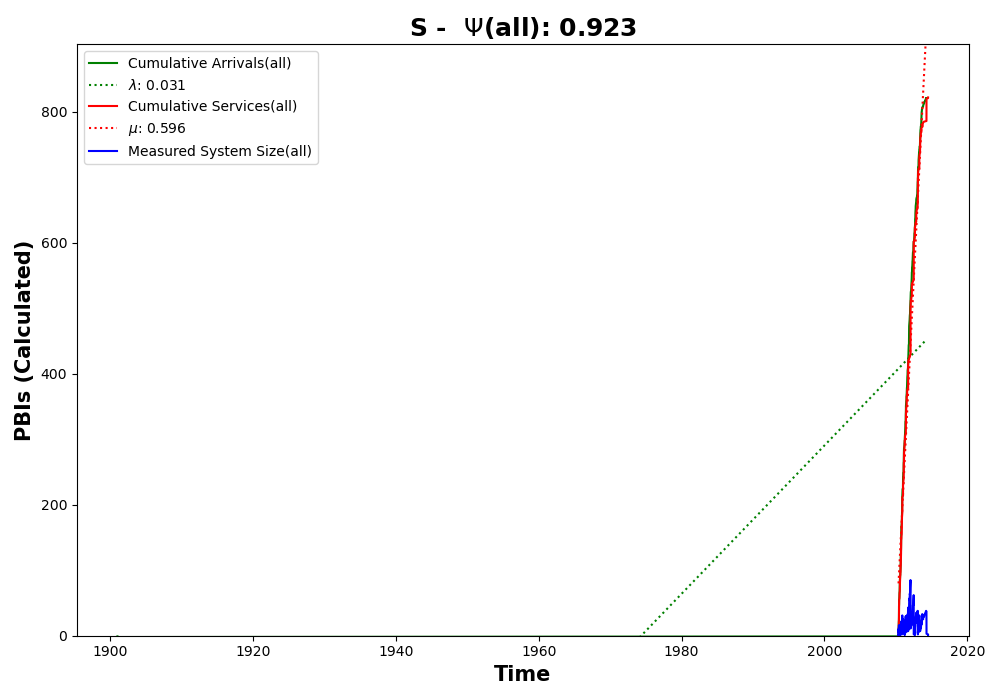 S - Ψ(all): 0.923
Cumulative Arrivals(all)
λ: 0.031
Cumulative Services(all)
μ: 0.596
Measured System Size(all)
PBIs (Calculated)
800
600
400
200
0
1900 1920 1940 1960 1980 2000 2020
Time